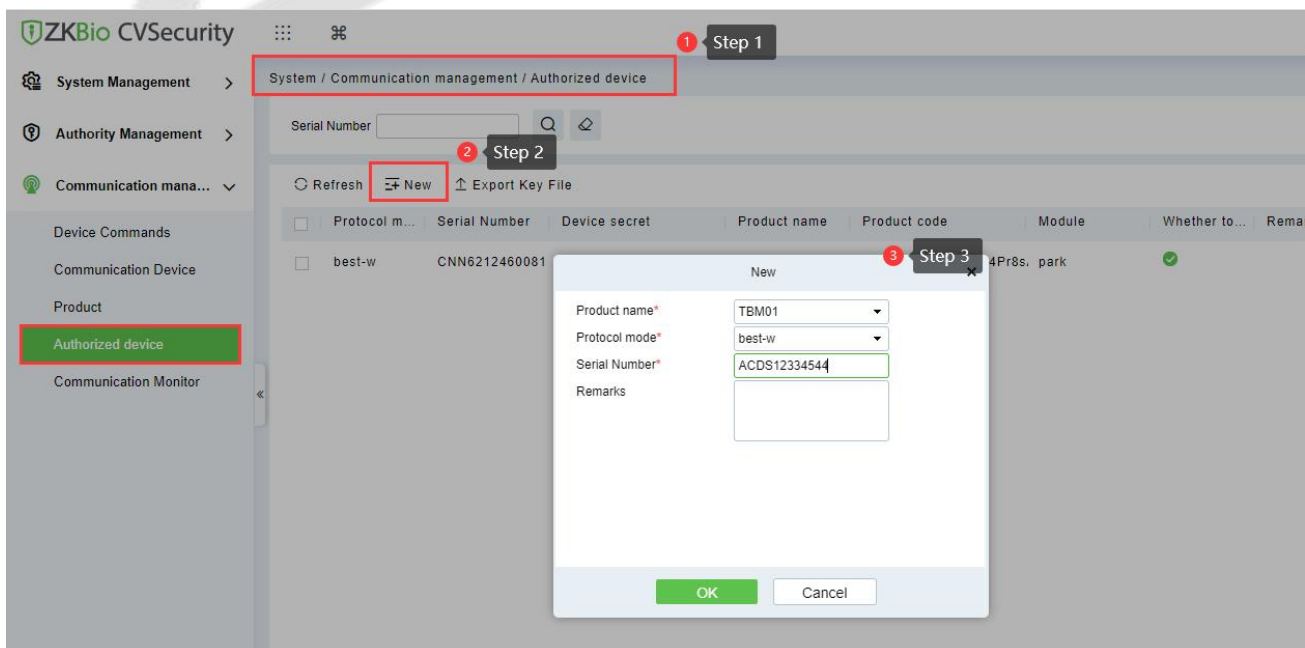 ZKBio CVSecurity
1 Step 1
System Management
System / Communication management / Authorized device
Authority Management
Serial Number
2 Step 2
Communication mana...
Refresh New Export Key File
Device Commands
Protocol m... Serial Number Device secret Product name Product code Module Whether to... Rema
Communication Device
best-w CNN6212460081 4Pr8s. park
3 Step 3
New
Product
Product name* TBM01
Authorized device
Protocol mode* best-w
Serial Number* ACDS12334544
Communication Monitor
Remarks
OK Cancel